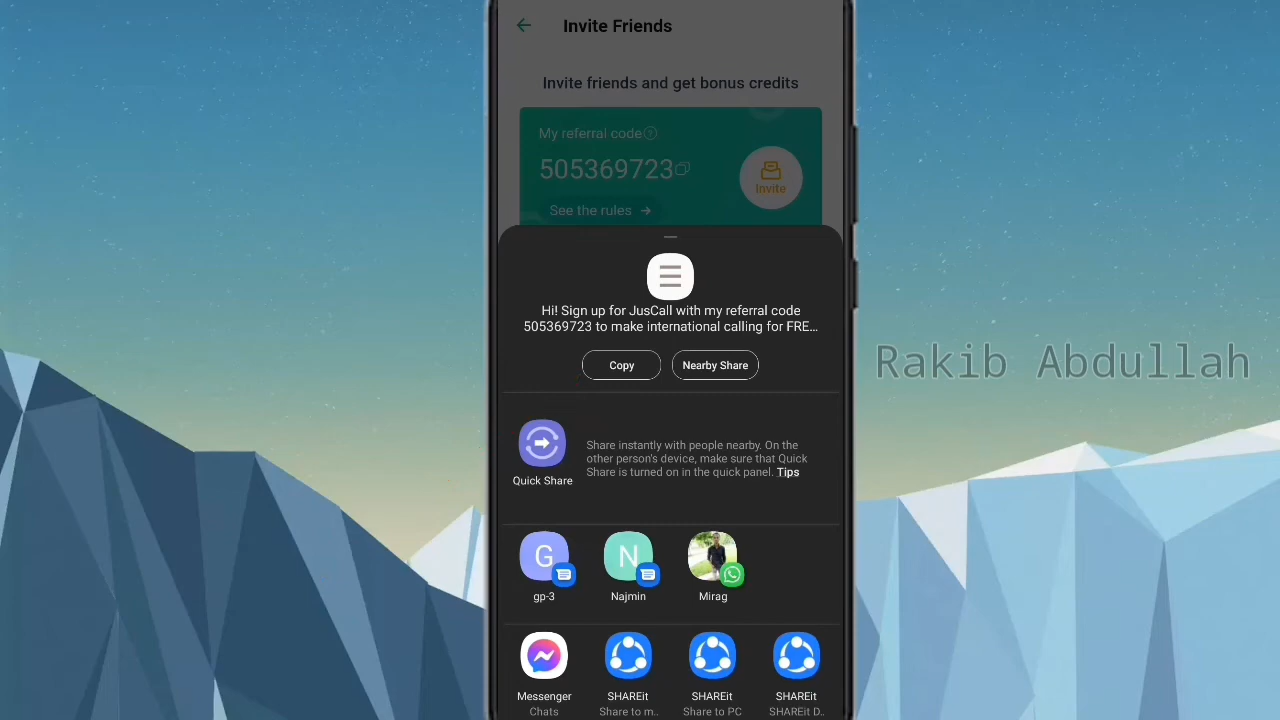 Invite Friends
Invite friends and get bonus credits
My referral code
505369723
Invite
See the rules
Hi! Sign up for JusCall with my referral code
505369723 to make international calling for FRE...
Copy
Nearby Share
Rakib Abdullah
Quick Share
Share instantly with people nearby. On the
other person's device, make sure that Quick
Share is turned on in the quick panel. Tips
G
N
gp-3
Najmin
Mirag
Messenger
Chats
SHAREit
Share to m..
SHAREit
Share to PC
SHAREit
SHAREit D..